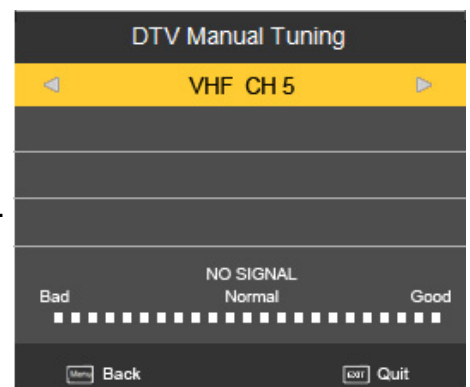 DTV Manual Tuning
VHF CH 5
NO SIGNAL
Bad Normal Good
Menu Back EXIT Quit